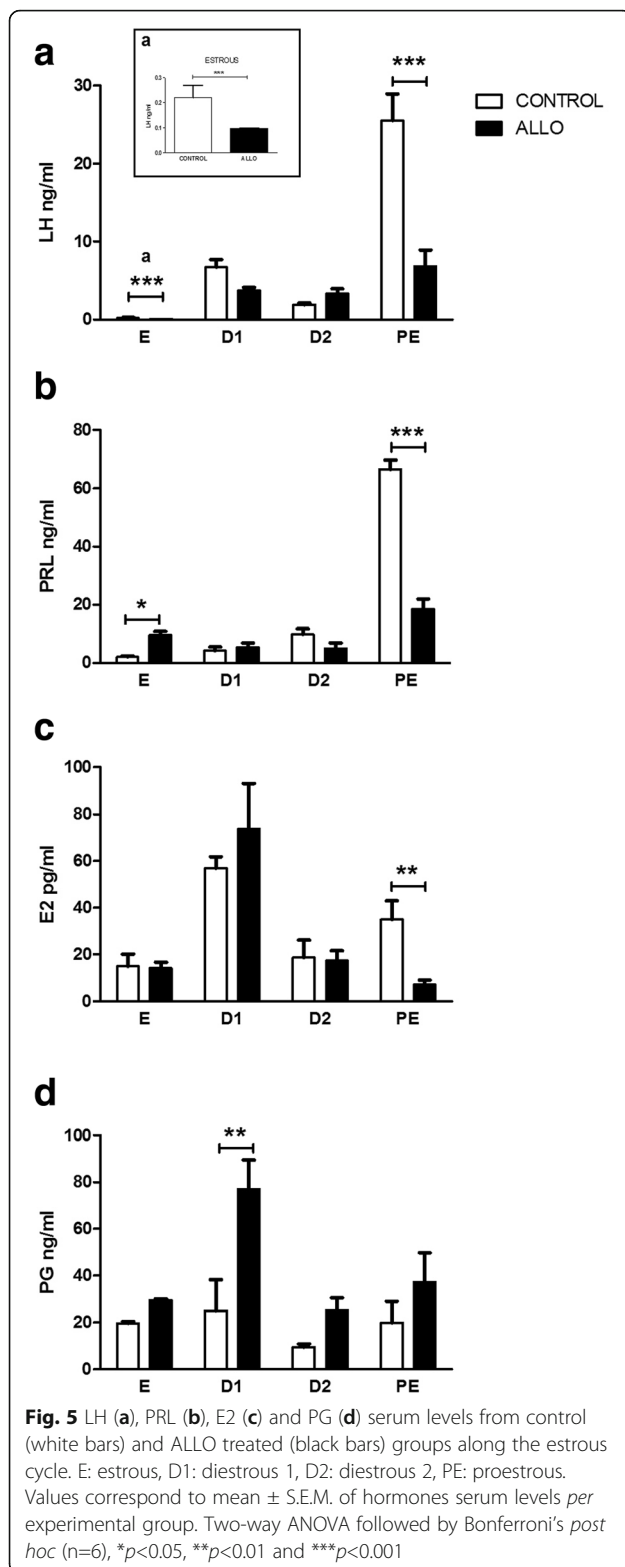 a
a
ESTROUS
***
0.3
0.2
0.1
0.0
LH ng/ml
CONTROL ALLO
***
CONTROL
ALLO
30
20
10
0
LH ng/ml
a
***
E D1 D2 PE
b
80
60
40
20
0
PRL ng/ml
*
***
E D1 D2 PE
c
100
80
60
40
20
0
E2 pg/ml
**
E D1 D2 PE
d
100
80
60
40
20
0
PG ng/ml
**
E D1 D2 PE
Fig. 5 LH (a), PRL (b), E2 (c) and PG (d) serum levels from control
(white bars) and ALLO treated (black bars) groups along the estrous
cycle. E: estrous, D1: diestrous 1, D2: diestrous 2, PE: proestrous.
Values correspond to mean ± S.E.M. of hormones serum levels per
experimental group. Two-way ANOVA followed by Bonferroni's post
hoc (n=6), *p<0.05, **p<0.01 and ***p<0.001